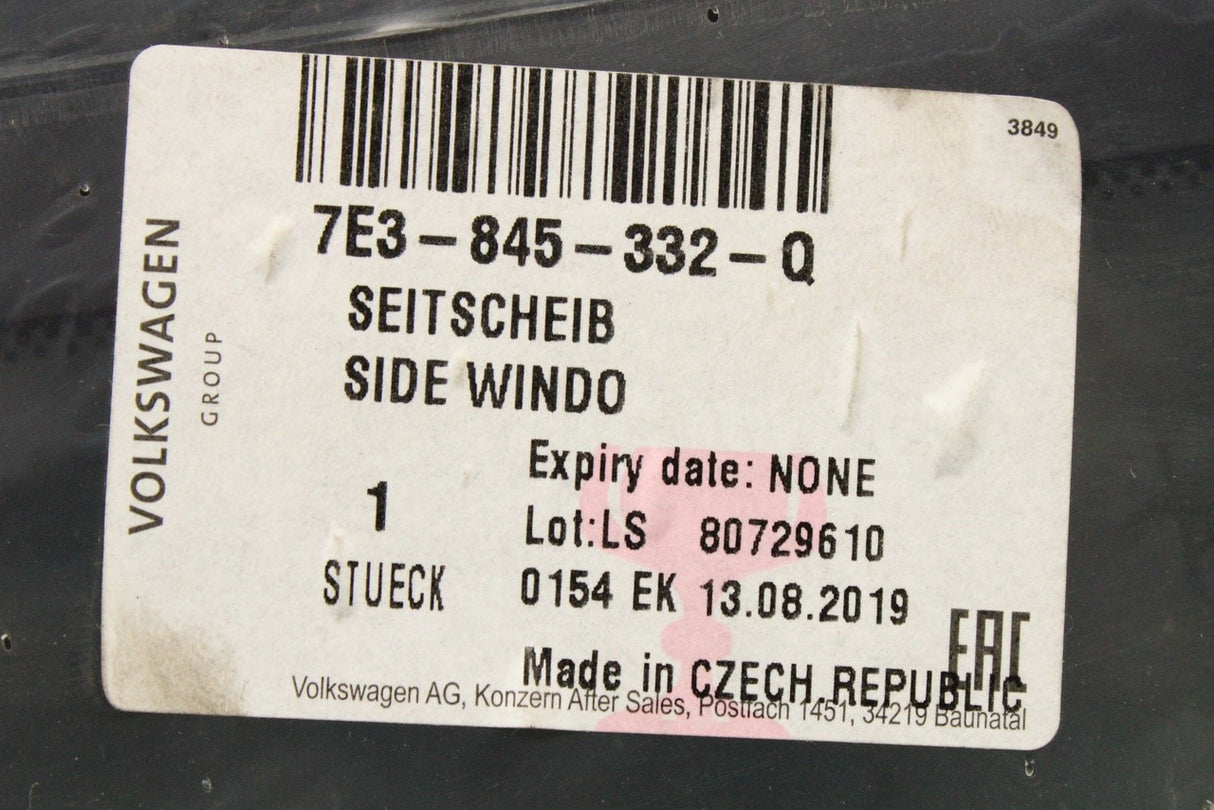 3849
VOLKSWAGEN
GROUP
7E3-845-332-Q
SEITSCHEIB
SIDE WINDO
Expiry date: NONE
1
Lot:LS 80729610
STUECK
0154 EK 13.08.2019
EAC
Made in CZECH.REPUBLIC
Volkswagen AG, Konzern After Sales, Postfach 1451, 34219 Baunatal